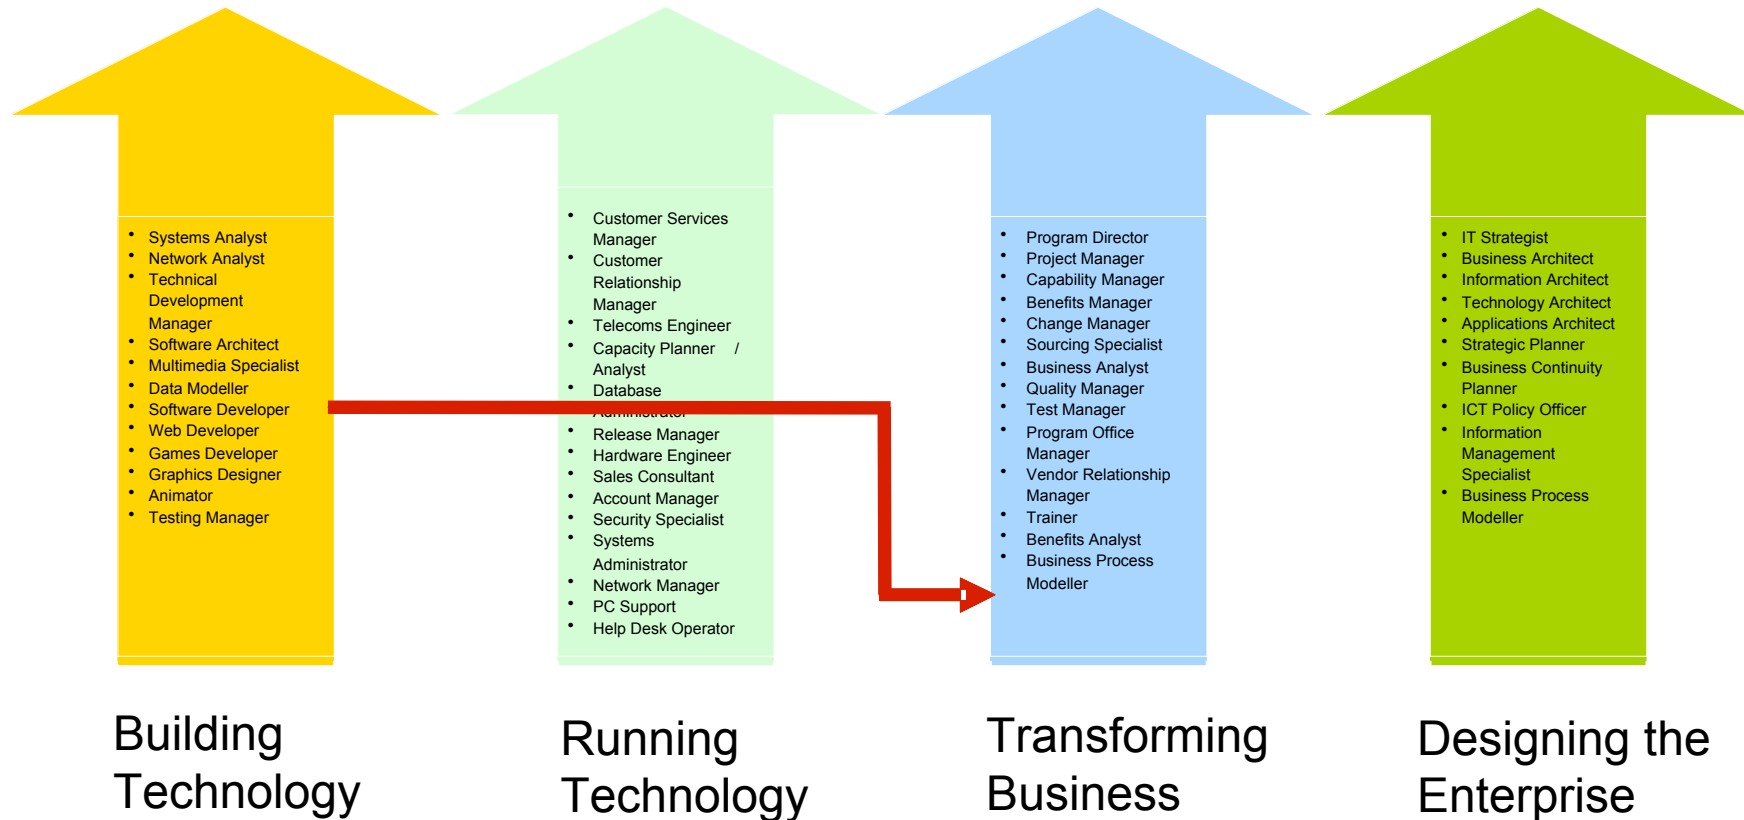 • Systems Analyst
• Network Analyst
• Technical
Development
Manager
• Software Architect
• Multimedia Specialist
• Data Modeller
• Software Developer
• Web Developer
• Games Developer
• Graphics Designer
• Animator
• Testing Manager
• Customer Services
Manager
• Customer
Relationship
Manager
• Telecoms Engineer
• Capacity Planner /
Analyst
• Database
Administrator
• Release Manager
• Hardware Engineer
• Sales Consultant
• Account Manager
• Security Specialist
• Systems
Administrator
• Network Manager
• PC Support
• Help Desk Operator
• Program Director
• Project Manager
• Capability Manager
• Benefits Manager
• Change Manager
• Sourcing Specialist
• Business Analyst
• Quality Manager
• Test Manager
• Program Office
Manager
• Vendor Relationship
Manager
• Trainer
• Benefits Analyst
• Business Process
Modeller
• IT Strategist
• Business Architect
• Information Architect
• Technology Architect
• Applications Architect
• Strategic Planner
• Business Continuity
Planner
• ICT Policy Officer
• Information
Management
Specialist
• Business Process
Modeller
Building
Technology
Running
Technology
Transforming
Business
Designing the
Enterprise